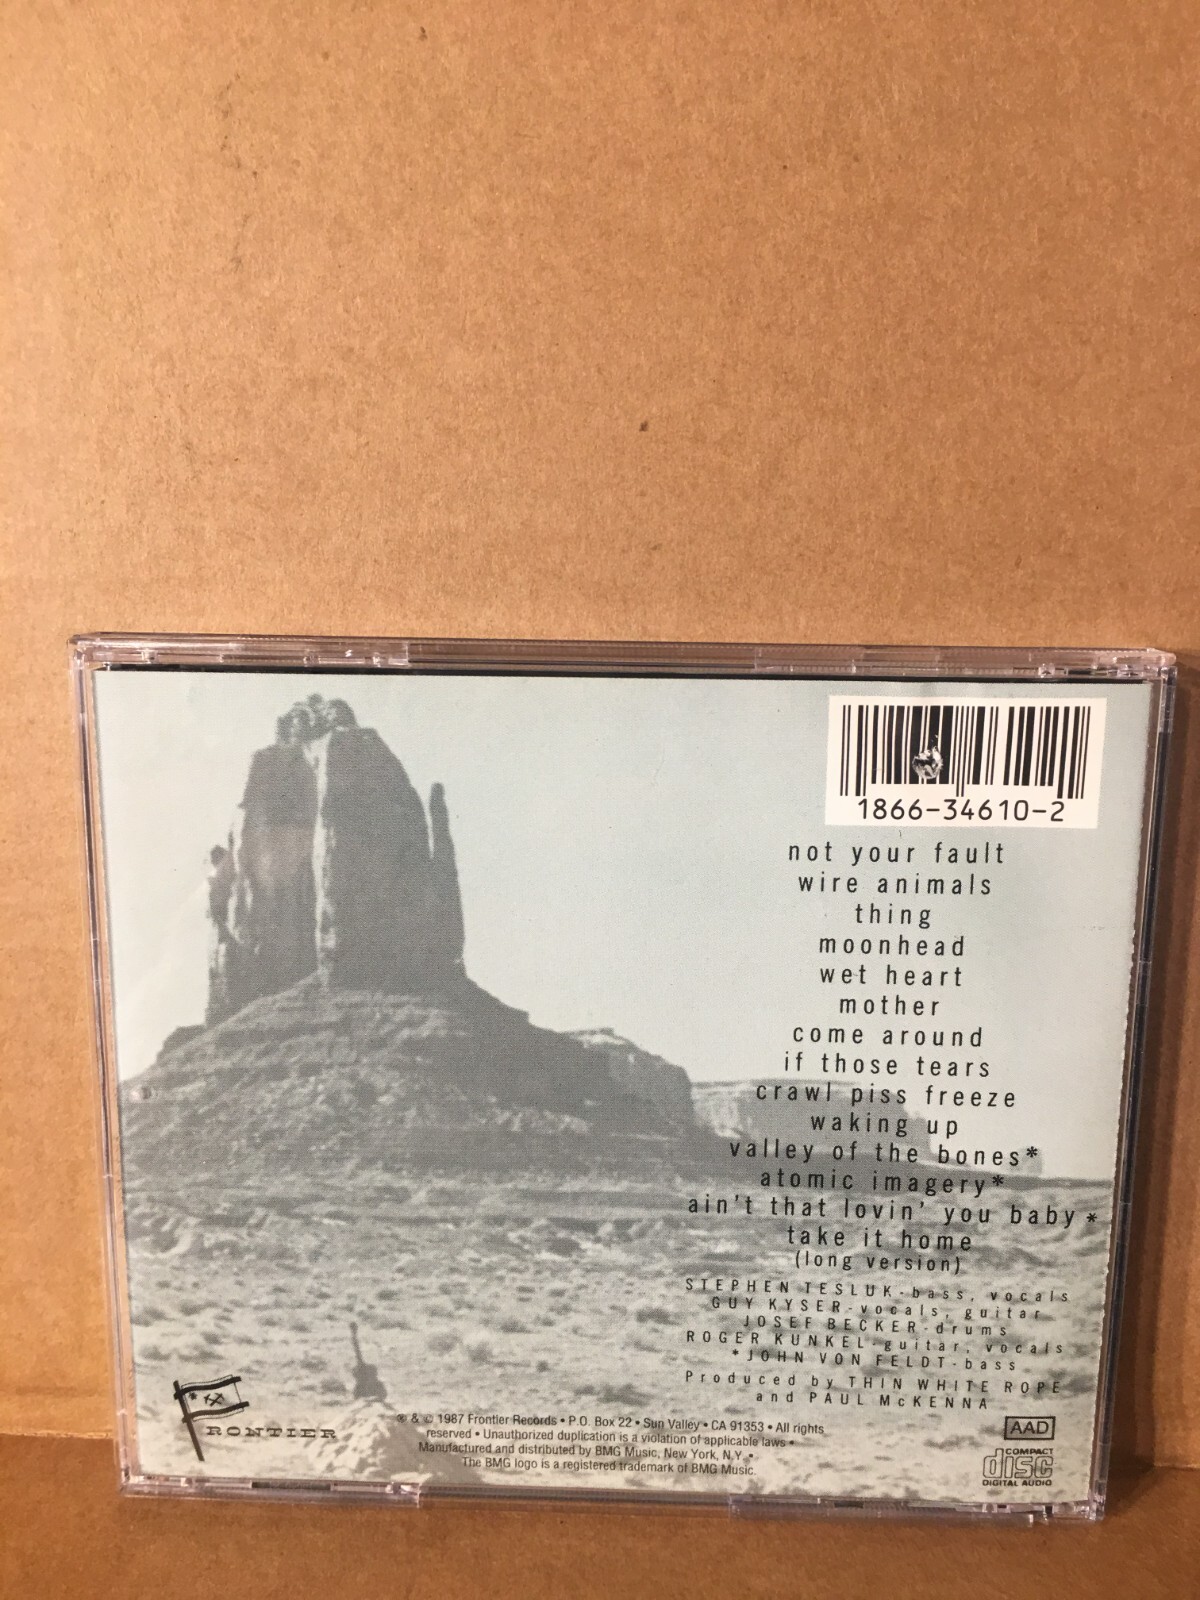 1866-34610-2
not your fault
wire animals
thing
moonhead
wet heart
mother
come around
if those tears
crawl piss freeze
waking up
valley of the bones*
atomic imagery*
ain't that lovin' you baby*
take it home
(long version)
STEPHEN TESLUK-bass, vocals
GUY KYSER-vocals, guitar
JOSEF BECKER-drums
ROGER KUNKEL-guitar, vocals
*JOHN VON FELDT-bass
Produced by THIN WHITE ROPE
and PAUL McKENNA
FRONTIER
℗ & © 1987 Frontier Records • P.O. Box 22 • Sun Valley • CA 91353 • All rights
reserved • Unauthorized duplication is a violation of applicable laws •
Manufactured and distributed by BMG Music, New York, N.Y. •
The BMG logo is a registered trademark of BMG Music.
AAD
COMPACT
disc
DIGITAL AUDIO